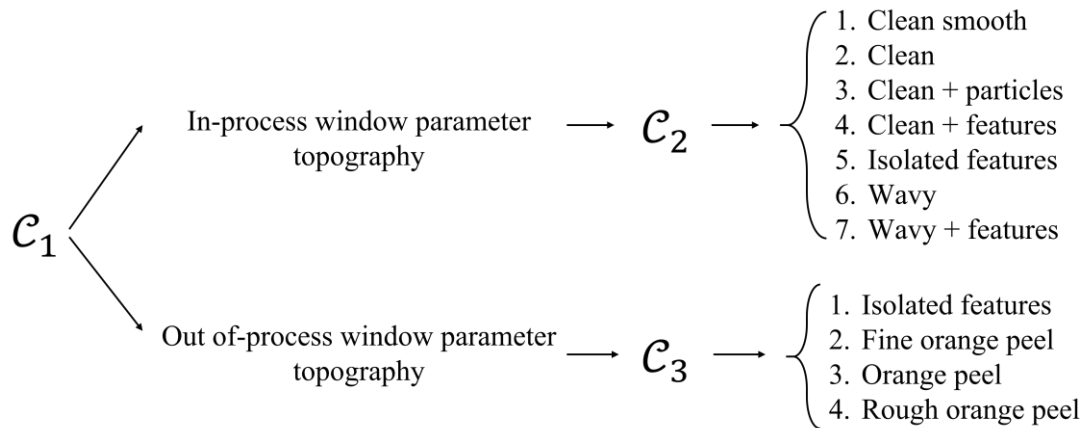 C1
In-process window parameter
topography
C2
1. Clean smooth
2. Clean
3. Clean + particles
4. Clean + features
5. Isolated features
6. Wavy
7. Wavy + features
Out of-process window parameter
topography
C3
1. Isolated features
2. Fine orange peel
3. Orange peel
4. Rough orange peel